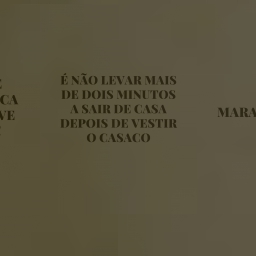 É NÃO LEVAR MAIS
DE DOIS MINUTOS
A SAIR DE CASA
DEPOIS DE VESTIR
O CASACO
CA
VE
MARA